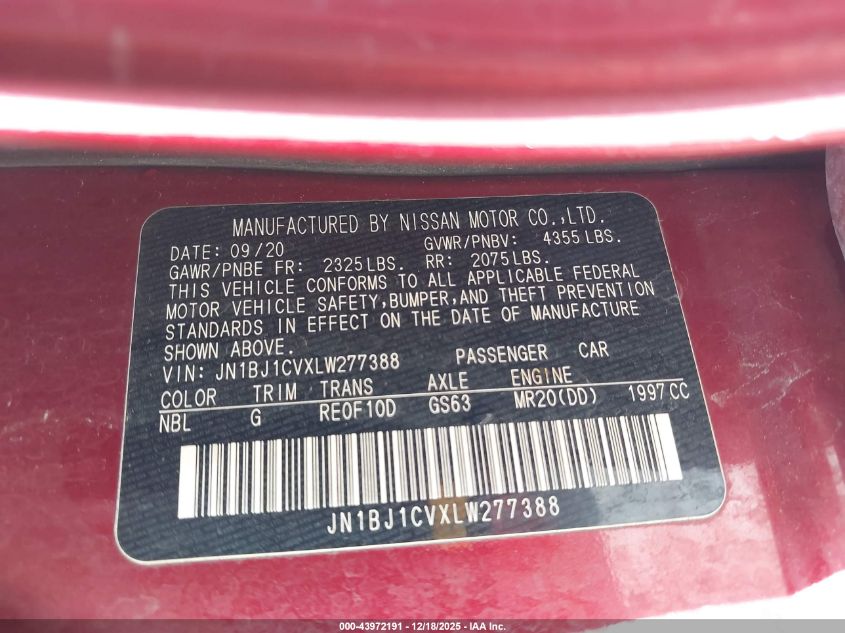 MANUFACTURED BY NISSAN MOTOR CO.,LTD.
DATE: 09/20 GVWR/PNBV: 4355 LBS.
GAWR/PNBE FR: 2325 LBS. RR: 2075 LBS.
THIS VEHICLE CONFORMS TO ALL APPLICABLE FEDERAL
MOTOR VEHICLE SAFETY, BUMPER, AND THEFT PREVENTION
STANDARDS IN EFFECT ON THE DATE OF MANUFACTURE
SHOWN ABOVE.
VIN: JN1BJ1CVXLW277388 PASSENGER CAR
COLOR TRIM TRANS AXLE ENGINE
NBL G RE0F10D GS63 MR20(DD) 1997 CC
JN1BJ1CVXLW277388
000-43972191 - 12/18/2025 - IAA Inc.